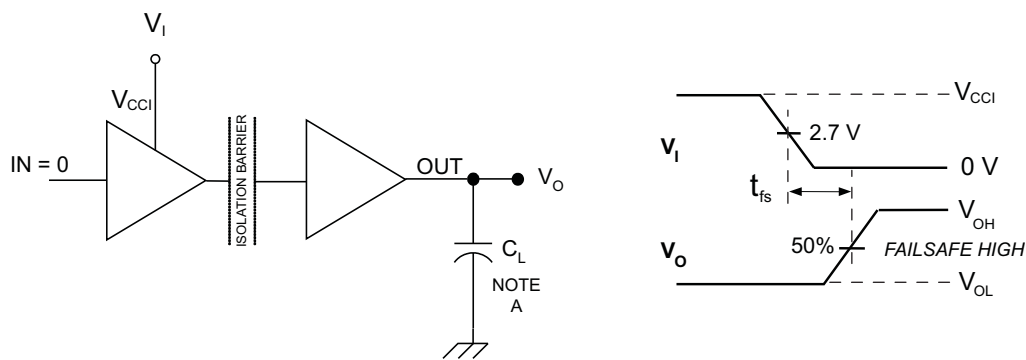 V_I
V_CCI
IN = 0
ISOLATION BARRIER
OUT
V_O
C_L
NOTE
A
V_I
V_CCI
2.7 V
0 V
t_fs
V_O
V_OH
50%
FAILSAFE HIGH
V_OL